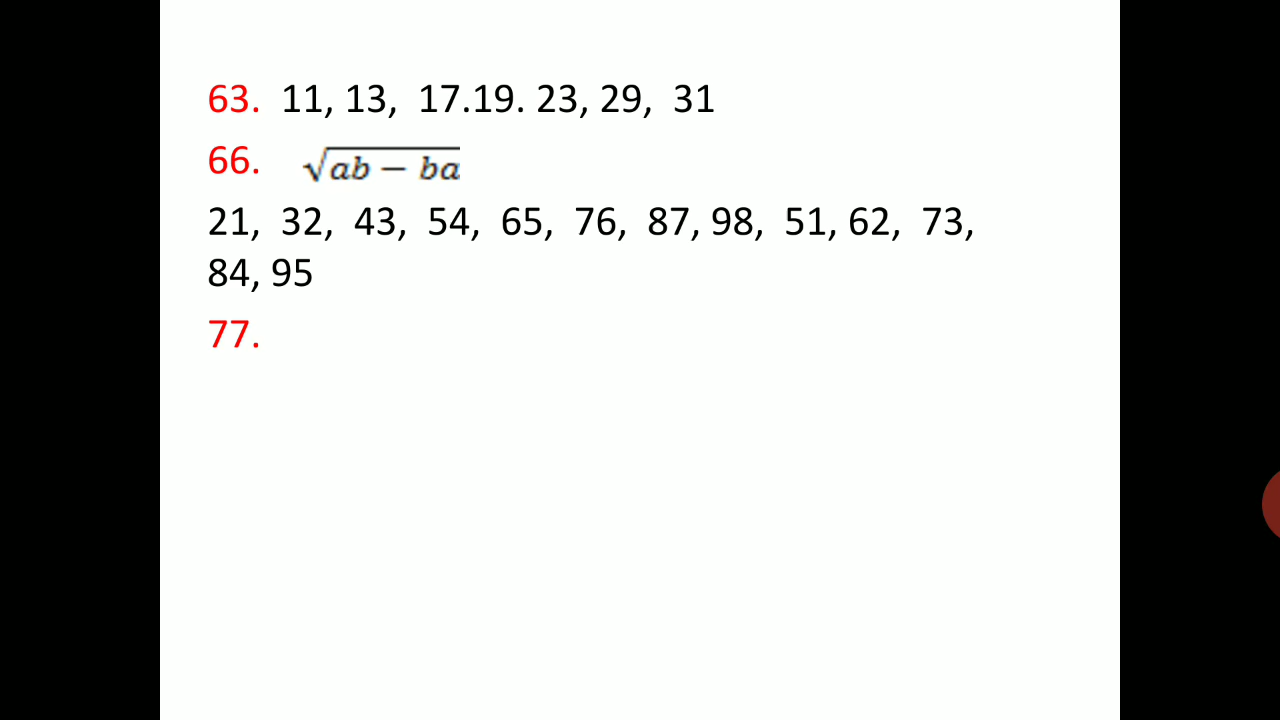 63. 11, 13, 17.19. 23, 29, 31
66. √ab − ba
21, 32, 43, 54, 65, 76, 87, 98, 51, 62, 73,
84, 95
77.